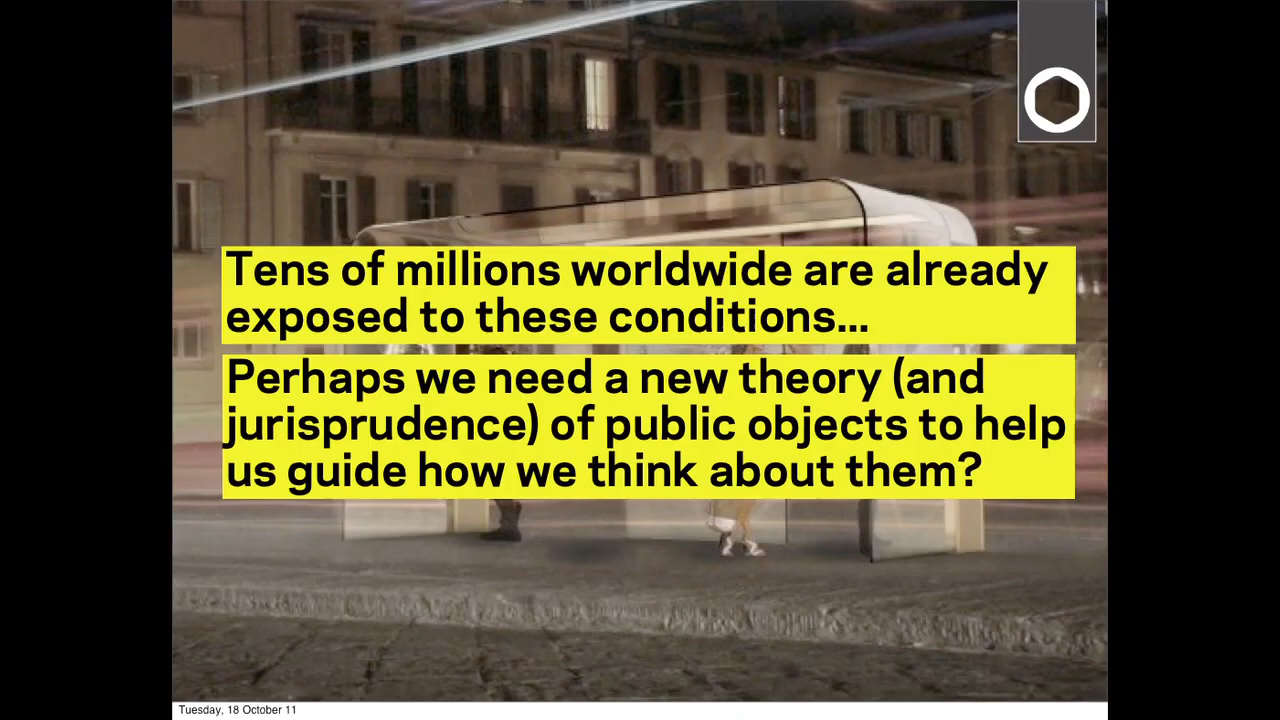 Tens of millions worldwide are already
exposed to these conditions...
Perhaps we need a new theory (and
jurisprudence) of public objects to help
us guide how we think about them?
Tuesday, 18 October 11